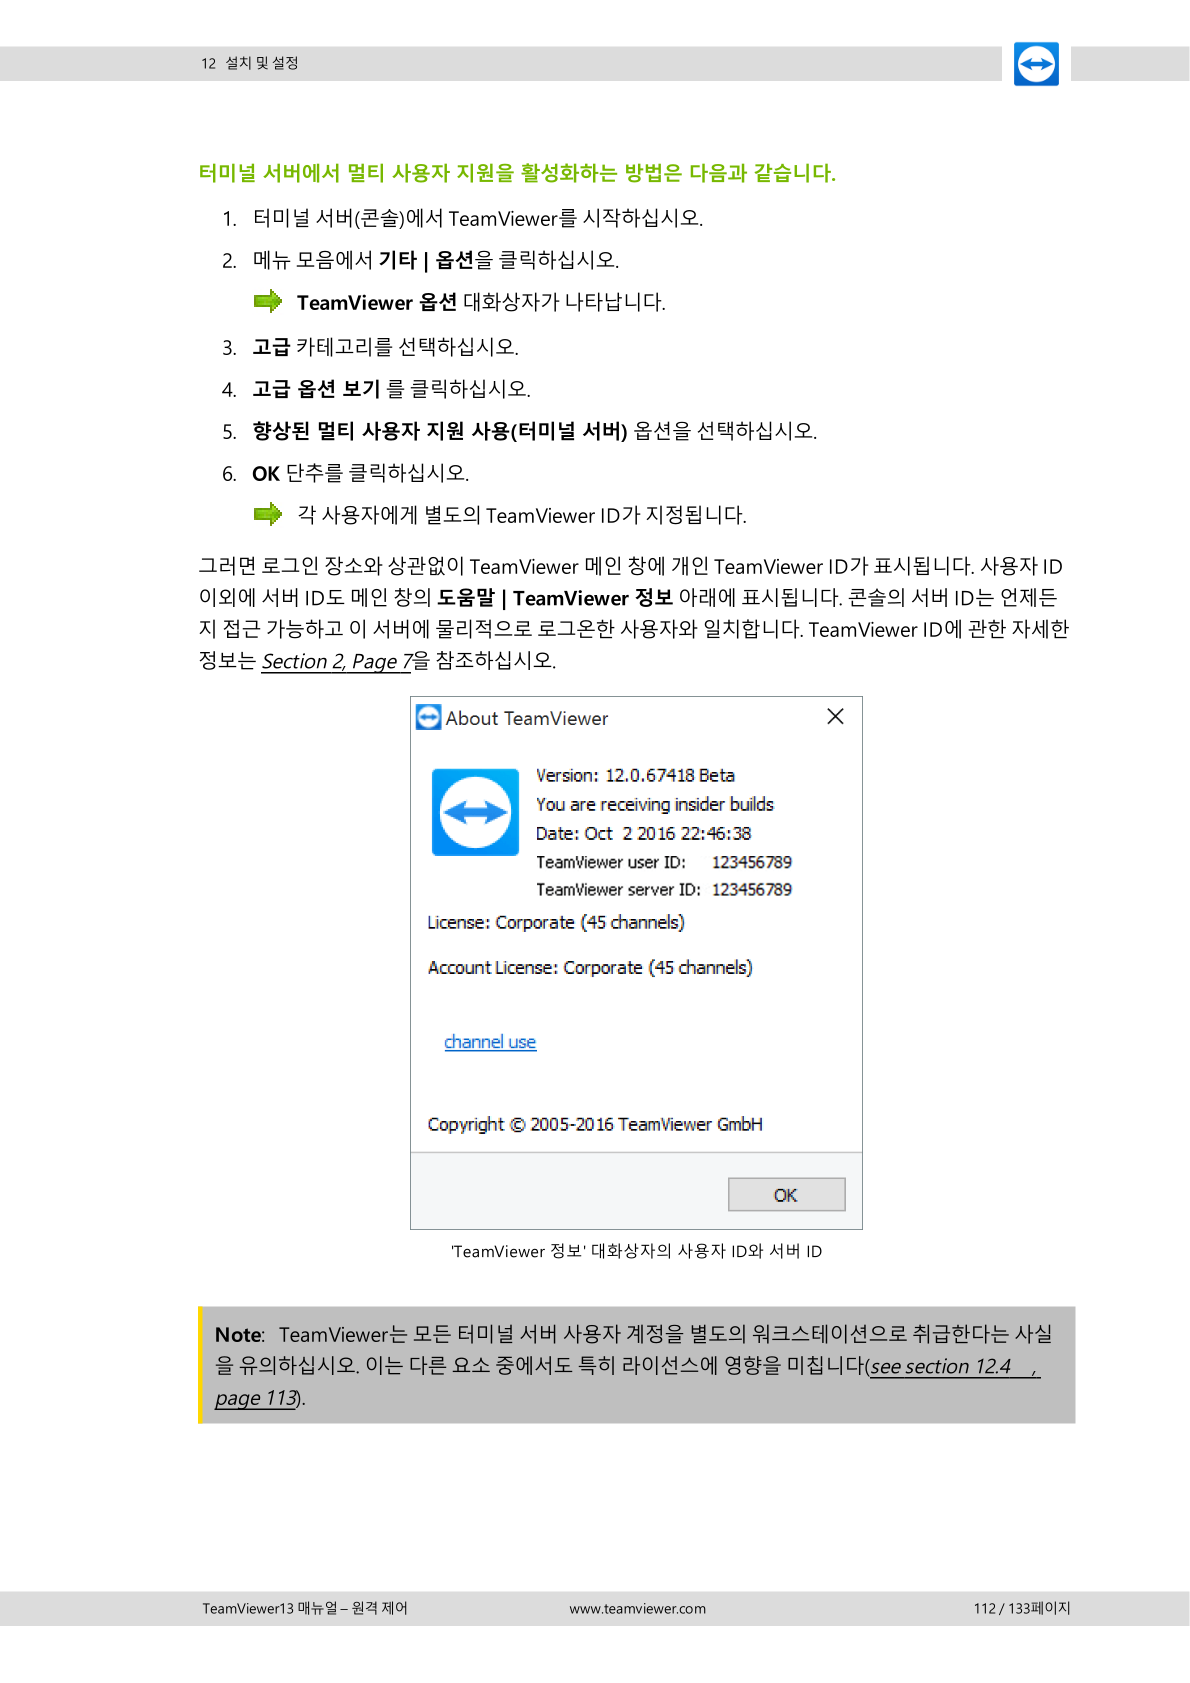 12 설치 및 설정
터미널 서버에서 멀티 사용자 지원을 활성화하는 방법은 다음과 같습니다.
1. 터미널 서버(콘솔)에서 TeamViewer를 시작하십시오.
2. 메뉴 모음에서 기타 | 옵션을 클릭하십시오.
TeamViewer 옵션 대화상자가 나타납니다.
3. 고급 카테고리를 선택하십시오.
4. 고급 옵션 보기 를 클릭하십시오.
5. 향상된 멀티 사용자 지원 사용(터미널 서버) 옵션을 선택하십시오.
6. OK 단추를 클릭하십시오.
각 사용자에게 별도의 TeamViewer ID가 지정됩니다.
그러면 로그인 장소와 상관없이 TeamViewer 메인 창에 개인 TeamViewer ID가 표시됩니다. 사용자 ID
이외에 서버 ID도 메인 창의 도움말 | TeamViewer 정보 아래에 표시됩니다. 콘솔의 서버 ID는 언제든
지 접근 가능하고 이 서버에 물리적으로 로그온한 사용자와 일치합니다. TeamViewer ID에 관한 자세한
정보는 Section 2, Page 7을 참조하십시오.
About TeamViewer
Version: 12.0.67418 Beta
You are receiving insider builds
Date: Oct  2 2016 22:46:38
TeamViewer user ID: 123456789
TeamViewer server ID: 123456789
License: Corporate (45 channels)
Account License: Corporate (45 channels)
channel use
Copyright © 2005-2016 TeamViewer GmbH
OK
'TeamViewer 정보' 대화상자의 사용자 ID와 서버 ID
Note: TeamViewer는 모든 터미널 서버 사용자 계정을 별도의 워크스테이션으로 취급한다는 사실
을 유의하십시오. 이는 다른 요소 중에서도 특히 라이선스에 영향을 미칩니다(see section 12.4 ,
page 113).
TeamViewer13 매뉴얼 – 원격 제어 www.teamviewer.com 112 / 133페이지